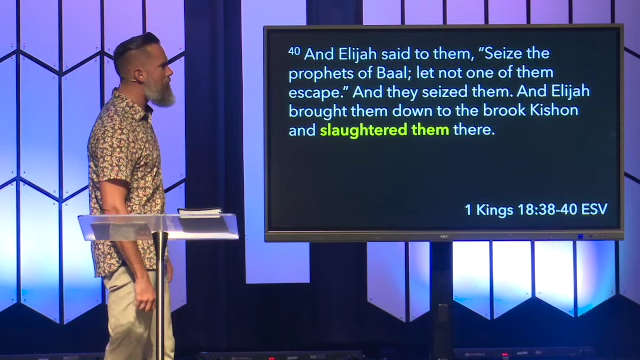 40 And Elijah said to them, “Seize the
prophets of Baal; let not one of them
escape.” And they seized them. And Elijah
brought them down to the brook Kishon
and slaughtered them there.
1 Kings 18:38-40 ESV